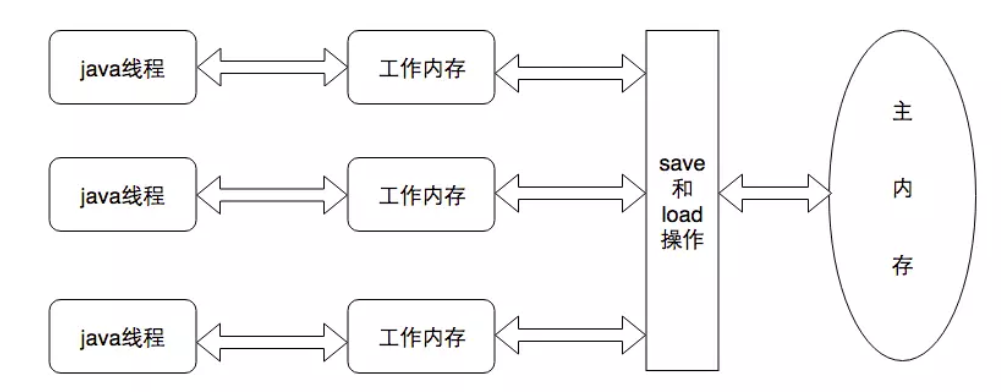 java线程
工作内存
java线程
工作内存
java线程
工作内存
save
和
load
操作
主
内
存